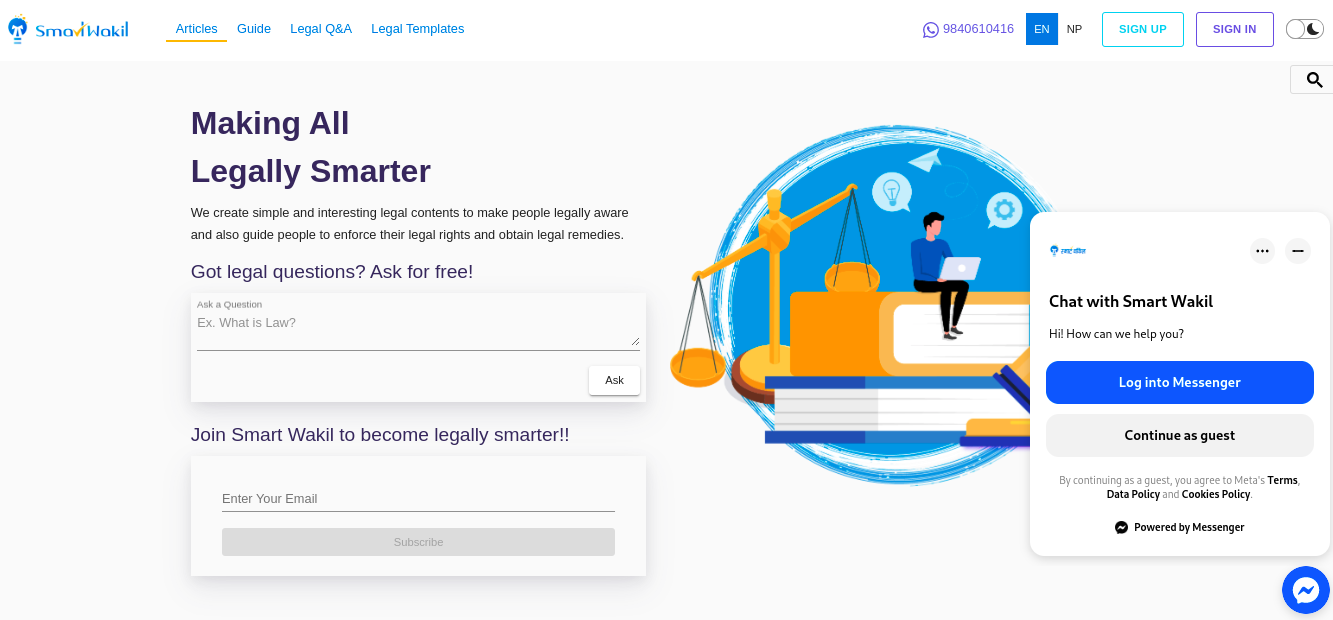 Smart Wakil
Articles
Guide
Legal Q&A
Legal Templates
9840610416
EN
NP
SIGN UP
SIGN IN
Making All
Legally Smarter
We create simple and interesting legal contents to make people legally aware
and also guide people to enforce their legal rights and obtain legal remedies.
Got legal questions? Ask for free!
Ask a Question
Ex. What is Law?
Ask
Join Smart Wakil to become legally smarter!!
Enter Your Email
Subscribe
स्मार्ट वकिल
Chat with Smart Wakil
Hi! How can we help you?
Log into Messenger
Continue as guest
By continuing as a guest, you agree to Meta's Terms,
Data Policy and Cookies Policy.
Powered by Messenger